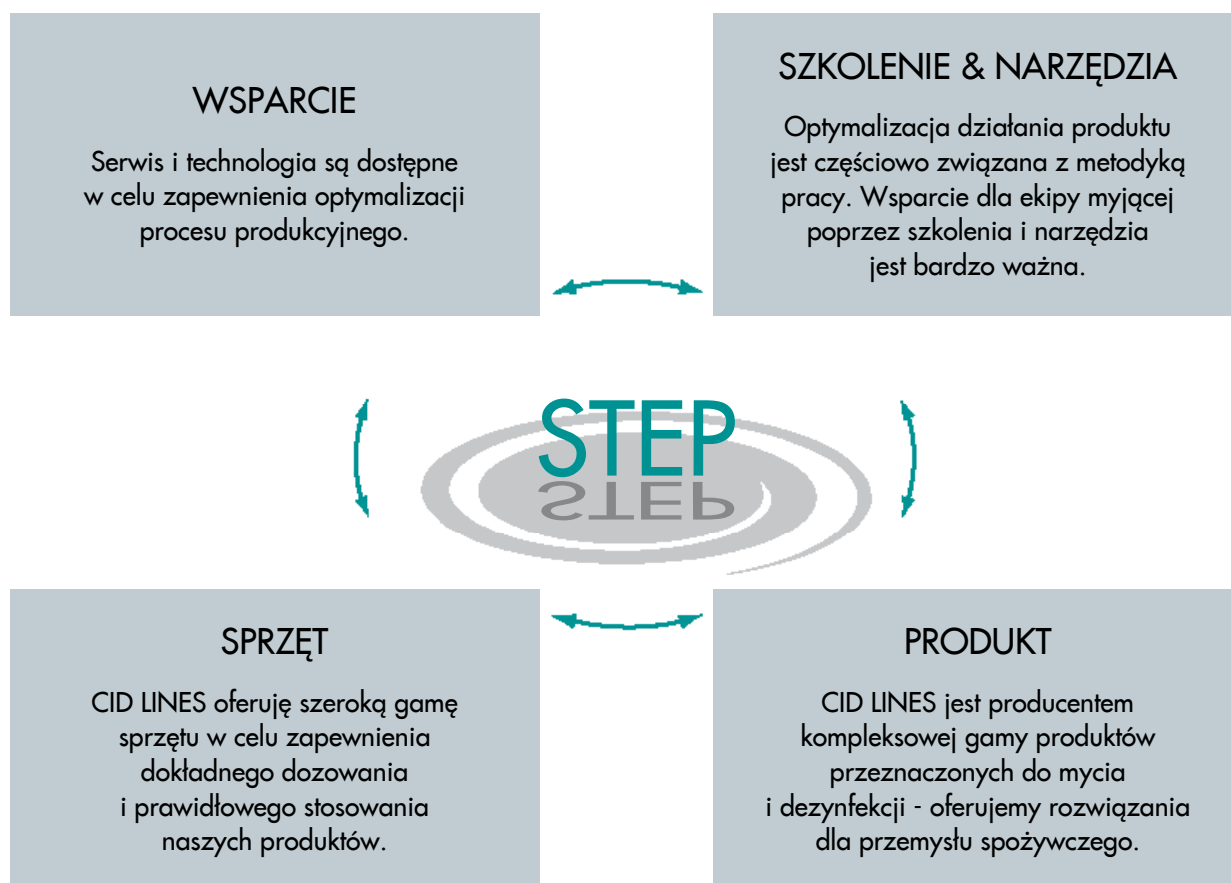 WSPARCIE
Serwis i technologia są dostępne
w celu zapewnienia optymalizacji
procesu produkcyjnego.
SZKOLENIE & NARZĘDZIA
Optymalizacja działania produktu
jest częściowo związana z metodyką
pracy. Wsparcie dla ekipy myjącej
poprzez szkolenia i narzędzia
jest bardzo ważna.
STEP
STEP
SPRZĘT
CID LINES oferuję szeroką gamę
sprzętu w celu zapewnienia
dokładnego dozowania
i prawidłowego stosowania
naszych produktów.
PRODUKT
CID LINES jest producentem
kompleksowej gamy produktów
przeznaczonych do mycia
i dezynfekcji - oferujemy rozwiązania
dla przemysłu spożywczego.